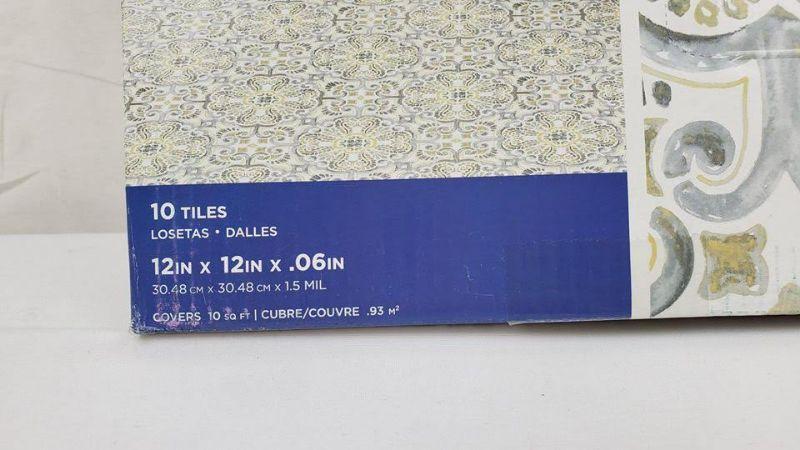 10 TILES
LOSETAS • DALLES
12IN X 12IN X .06IN
30.48 CM X 30.48 CM X 1.5 MIL
COVERS 10 SQ FT | CUBRE/COUVRE .93 M²